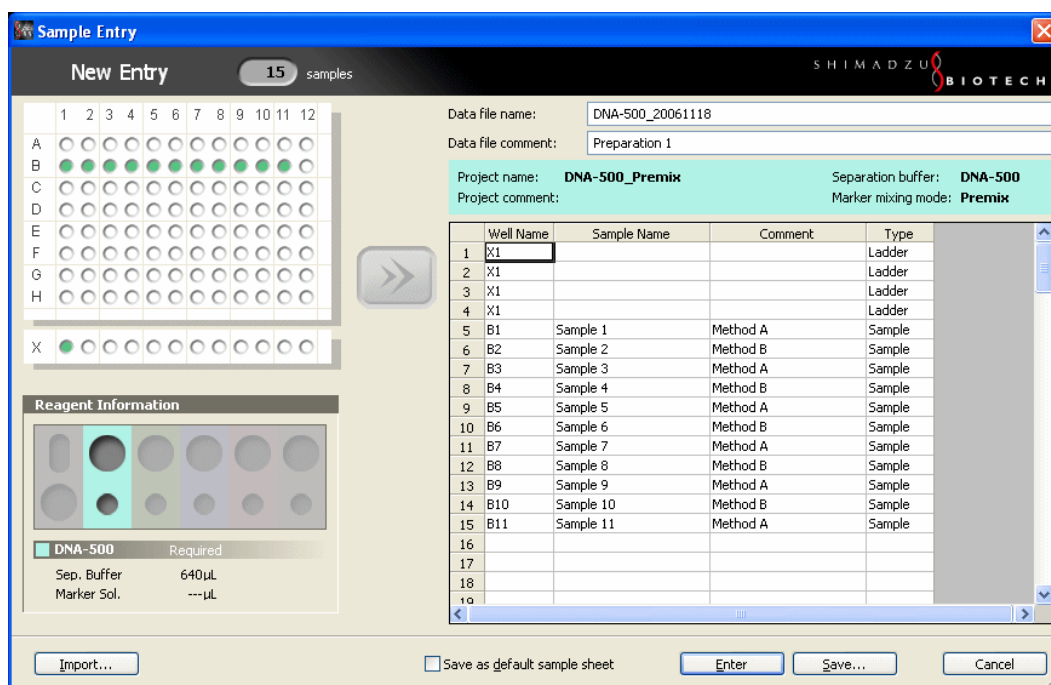 Sample Entry
New Entry 15 samples
SHIMADZU
BIOTECH
1 2 3 4 5 6 7 8 9 10 11 12
A
B
C
D
E
F
G
H
X
Reagent Information
DNA-500 Required
Sep. Buffer 640µL
Marker Sol. ---µL
Data file name: DNA-500_20061118
Data file comment: Preparation 1
Project name: DNA-500_Premix Separation buffer: DNA-500
Project comment: Marker mixing mode: Premix
Well Name Sample Name Comment Type
1 X1 Ladder
2 X1 Ladder
3 X1 Ladder
4 X1 Ladder
5 B1 Sample 1 Method A Sample
6 B2 Sample 2 Method B Sample
7 B3 Sample 3 Method A Sample
8 B4 Sample 4 Method B Sample
9 B5 Sample 5 Method A Sample
10 B6 Sample 6 Method B Sample
11 B7 Sample 7 Method A Sample
12 B8 Sample 8 Method B Sample
13 B9 Sample 9 Method A Sample
14 B10 Sample 10 Method B Sample
15 B11 Sample 11 Method A Sample
16
17
18
19
Import... Save as default sample sheet Enter Save... Cancel